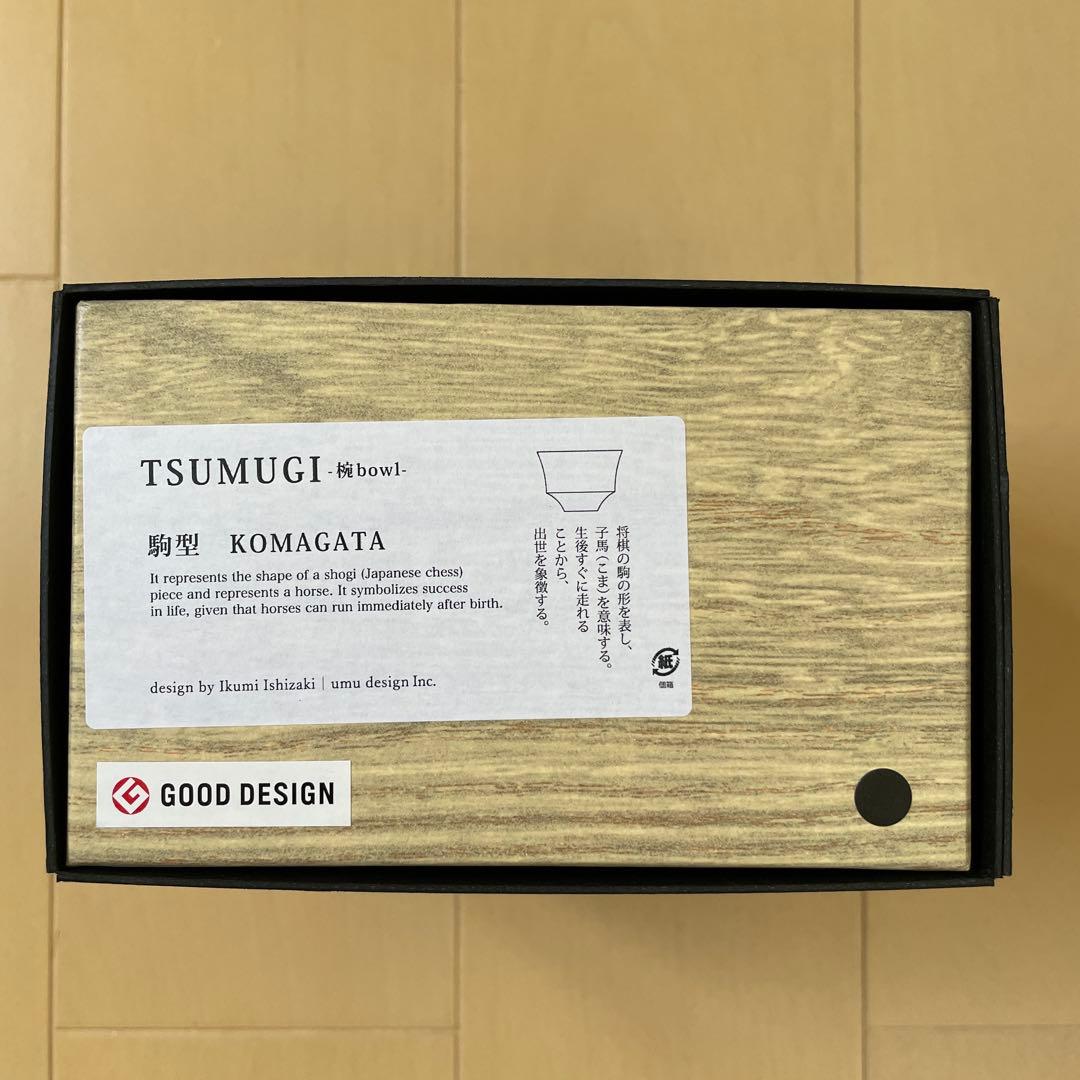 TSUMUGI -椀bowl-
駒型 KOMAGATA
It represents the shape of a shogi (Japanese chess)
piece and represents a horse. It symbolizes success
in life, given that horses can run immediately after birth.
design by Ikumi Ishizaki | umu design Inc.
将棋の駒の形を表し、
子馬（こま）を意味する。
生後すぐに走れる
ことから、
出世を象徴する。
紙
個箱
GOOD DESIGN